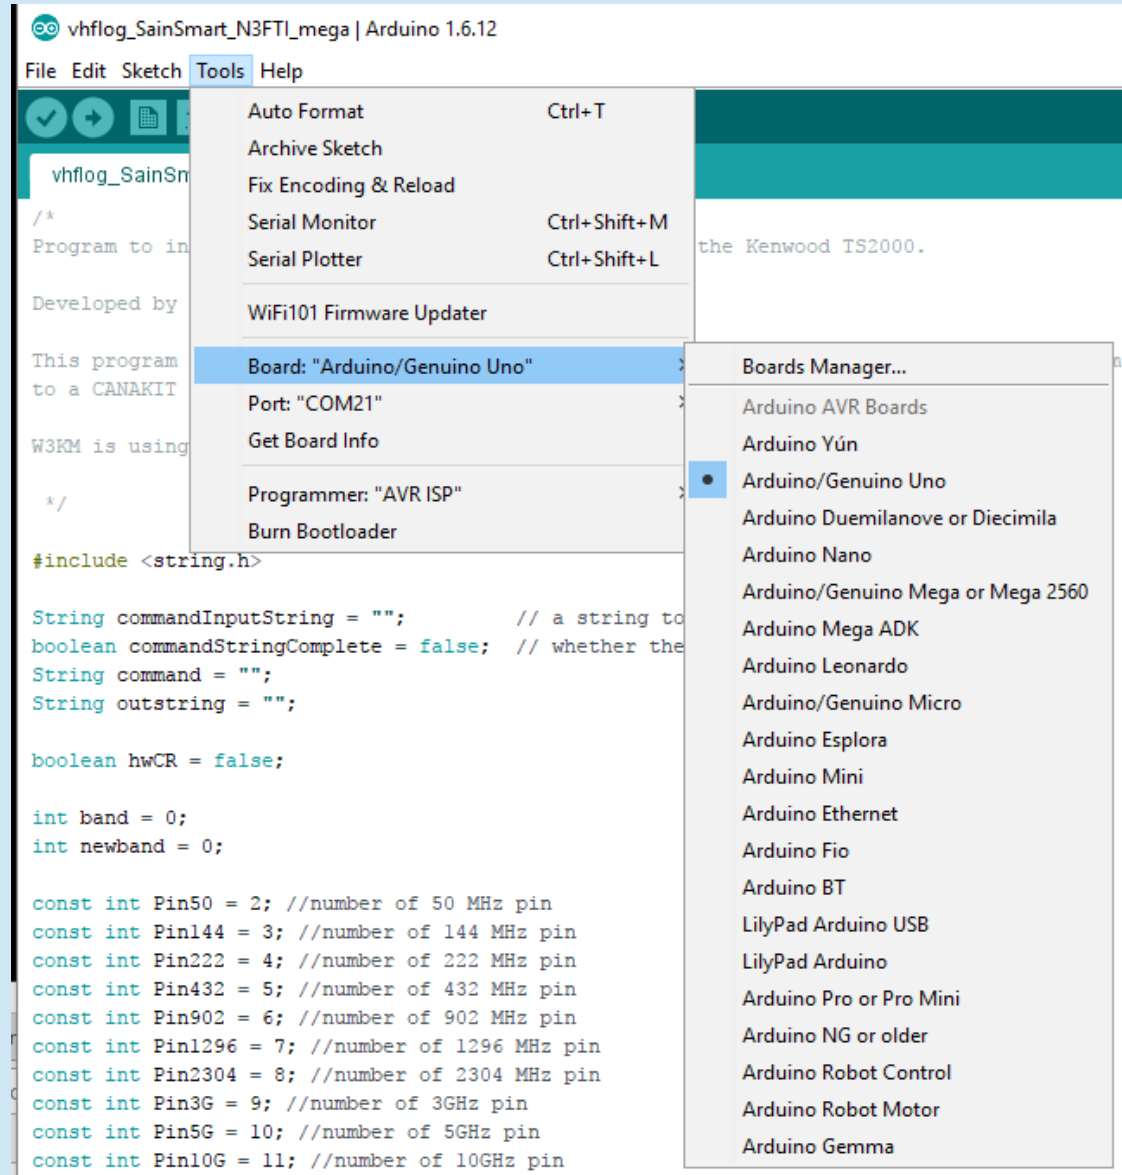 vhflog_SainSmart_N3FTI_mega | Arduino 1.6.12
File Edit Sketch Tools Help
vhflog_SainSm
Auto Format Ctrl+T
Archive Sketch
Fix Encoding & Reload
Serial Monitor Ctrl+Shift+M
Serial Plotter Ctrl+Shift+L
WiFi101 Firmware Updater
Board: "Arduino/Genuino Uno"
Port: "COM21"
Get Board Info
Programmer: "AVR ISP"
Burn Bootloader
Boards Manager...
Arduino AVR Boards
Arduino Yún
Arduino/Genuino Uno
Arduino Duemilanove or Diecimila
Arduino Nano
Arduino/Genuino Mega or Mega 2560
Arduino Mega ADK
Arduino Leonardo
Arduino/Genuino Micro
Arduino Esplora
Arduino Mini
Arduino Ethernet
Arduino Fio
Arduino BT
LilyPad Arduino USB
LilyPad Arduino
Arduino Pro or Pro Mini
Arduino NG or older
Arduino Robot Control
Arduino Robot Motor
Arduino Gemma
/*
Program to in the Kenwood TS2000.
Developed by
This program
to a CANAKIT
W3KM is using
*/
#include <string.h>
String commandInputString = ""; // a string to
boolean commandStringComplete = false; // whether the
String command = "";
String outstring = "";
boolean hwCR = false;
int band = 0;
int newband = 0;
const int Pin50 = 2; //number of 50 MHz pin
const int Pin144 = 3; //number of 144 MHz pin
const int Pin222 = 4; //number of 222 MHz pin
const int Pin432 = 5; //number of 432 MHz pin
const int Pin902 = 6; //number of 902 MHz pin
const int Pin1296 = 7; //number of 1296 MHz pin
const int Pin2304 = 8; //number of 2304 MHz pin
const int Pin3G = 9; //number of 3GHz pin
const int Pin5G = 10; //number of 5GHz pin
const int Pin10G = 11; //number of 10GHz pin